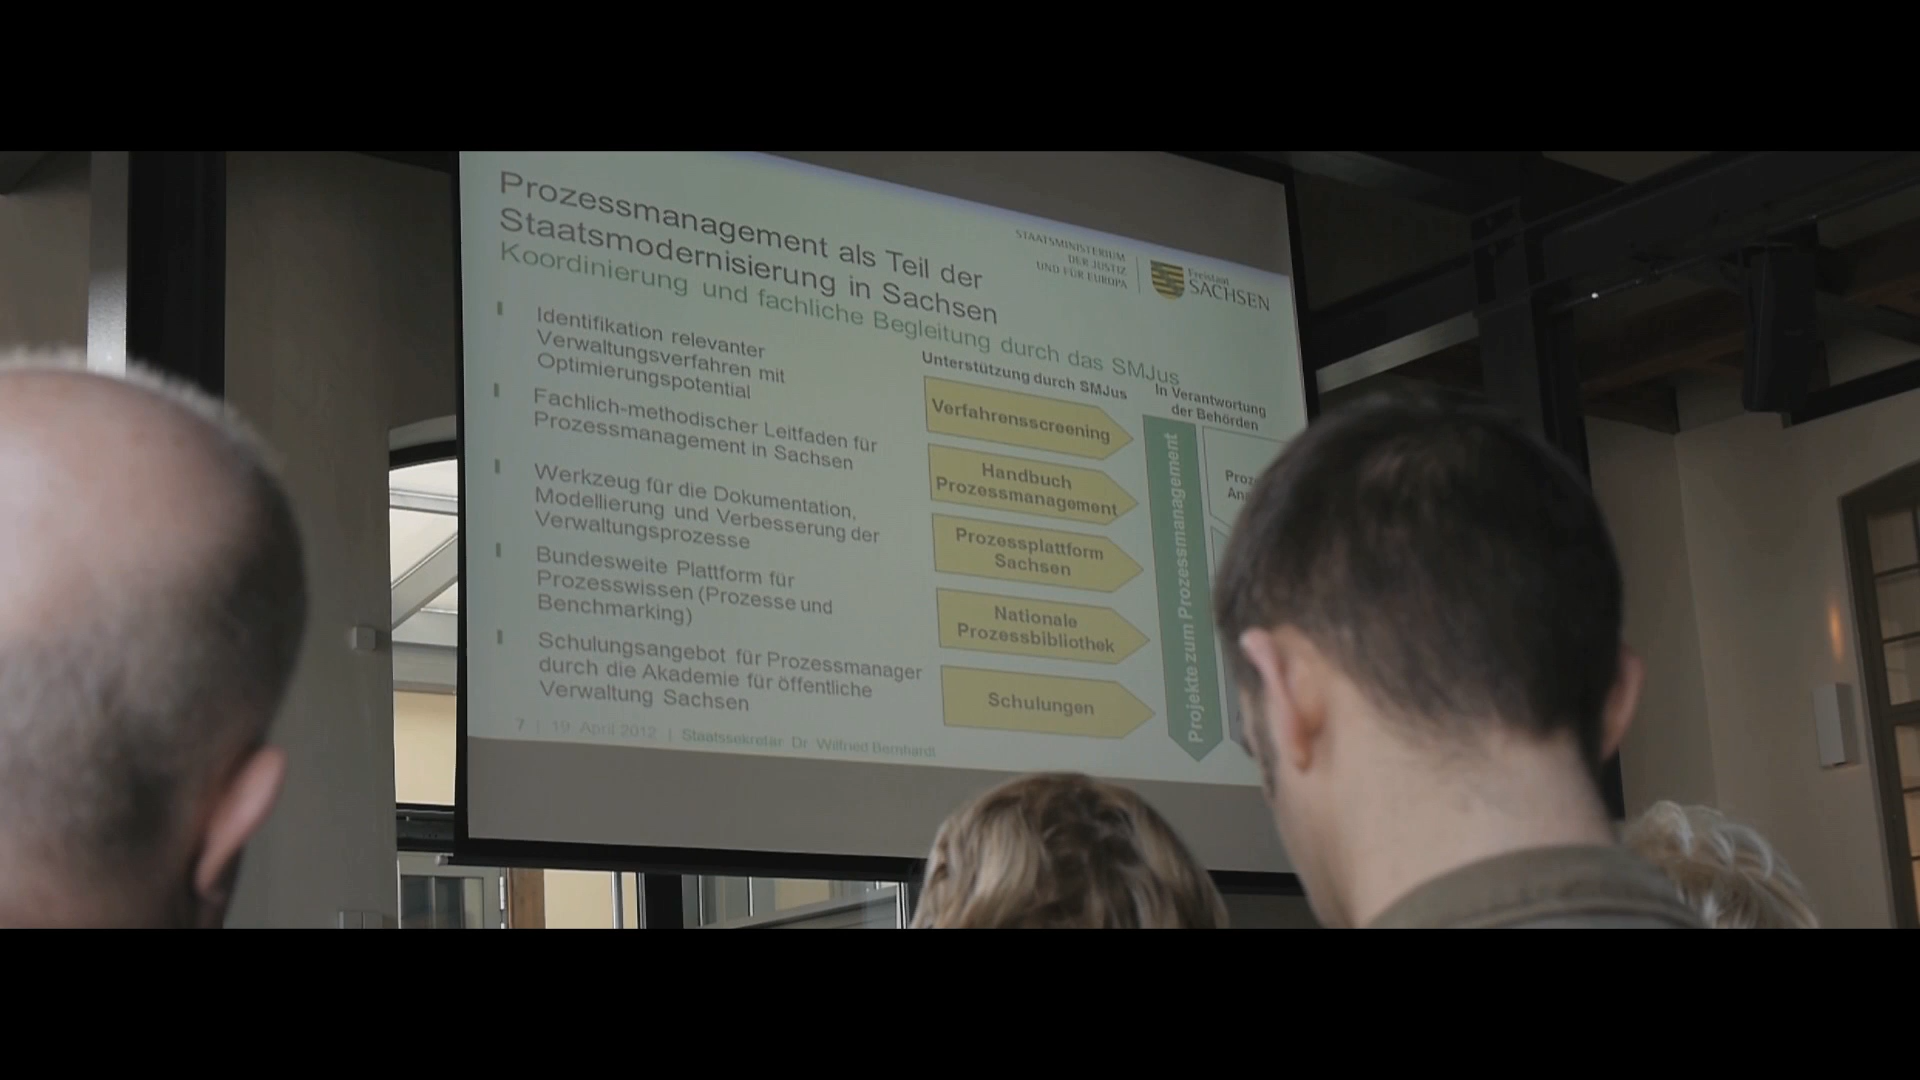 Prozessmanagement als Teil der
Staatsmodernisierung in Sachsen
Koordinierung und fachliche Begleitung durch das SMJus
STAATSMINISTERIUM
DER JUSTIZ
UND FÜR EUROPA
Freistaat
SACHSEN
Identifikation relevanter
Verwaltungsverfahren mit
Optimierungspotential
Fachlich-methodischer Leitfaden für
Prozessmanagement in Sachsen
Werkzeug für die Dokumentation,
Modellierung und Verbesserung der
Verwaltungsprozesse
Bundesweite Plattform für
Prozesswissen (Prozesse und
Benchmarking)
Schulungsangebot für Prozessmanager
durch die Akademie für öffentliche
Verwaltung Sachsen
Unterstützung durch SMJus
Verfahrensscreening
Handbuch
Prozessmanagement
Prozessplattform
Sachsen
Nationale
Prozessbibliothek
Schulungen
In Verantwortung
der Behörden
Projekte zum Prozessmanagement
7 | 19. April 2012 | Staatssekretär Dr. Wilfried Bernhardt